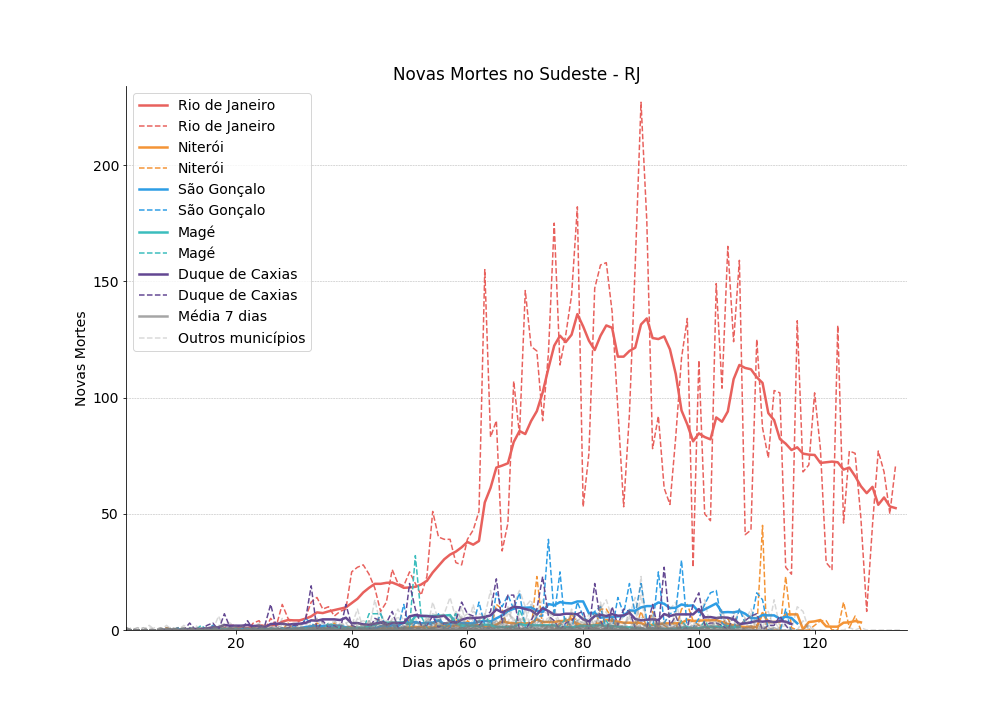 Novas Mortes no Sudeste - RJ
Rio de Janeiro
Rio de Janeiro
Niterói
Niterói
São Gonçalo
São Gonçalo
Magé
Magé
Duque de Caxias
Duque de Caxias
Média 7 dias
Outros municípios
Novas Mortes
200
150
100
50
0
20 40 60 80 100 120
Dias após o primeiro confirmado